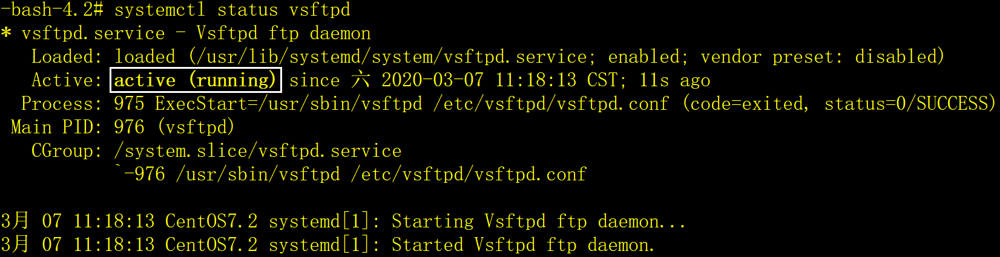 -bash-4.2# systemctl status vsftpd
* vsftpd.service - Vsftpd ftp daemon
Loaded: loaded (/usr/lib/systemd/system/vsftpd.service; enabled; vendor preset: disabled)
Active: active (running) since 六 2020-03-07 11:18:13 CST; 11s ago
Process: 975 ExecStart=/usr/sbin/vsftpd /etc/vsftpd/vsftpd.conf (code=exited, status=0/SUCCESS)
Main PID: 976 (vsftpd)
CGroup: /system.slice/vsftpd.service
`-976 /usr/sbin/vsftpd /etc/vsftpd/vsftpd.conf
3月 07 11:18:13 CentOS7.2 systemd[1]: Starting Vsftpd ftp daemon...
3月 07 11:18:13 CentOS7.2 systemd[1]: Started Vsftpd ftp daemon.